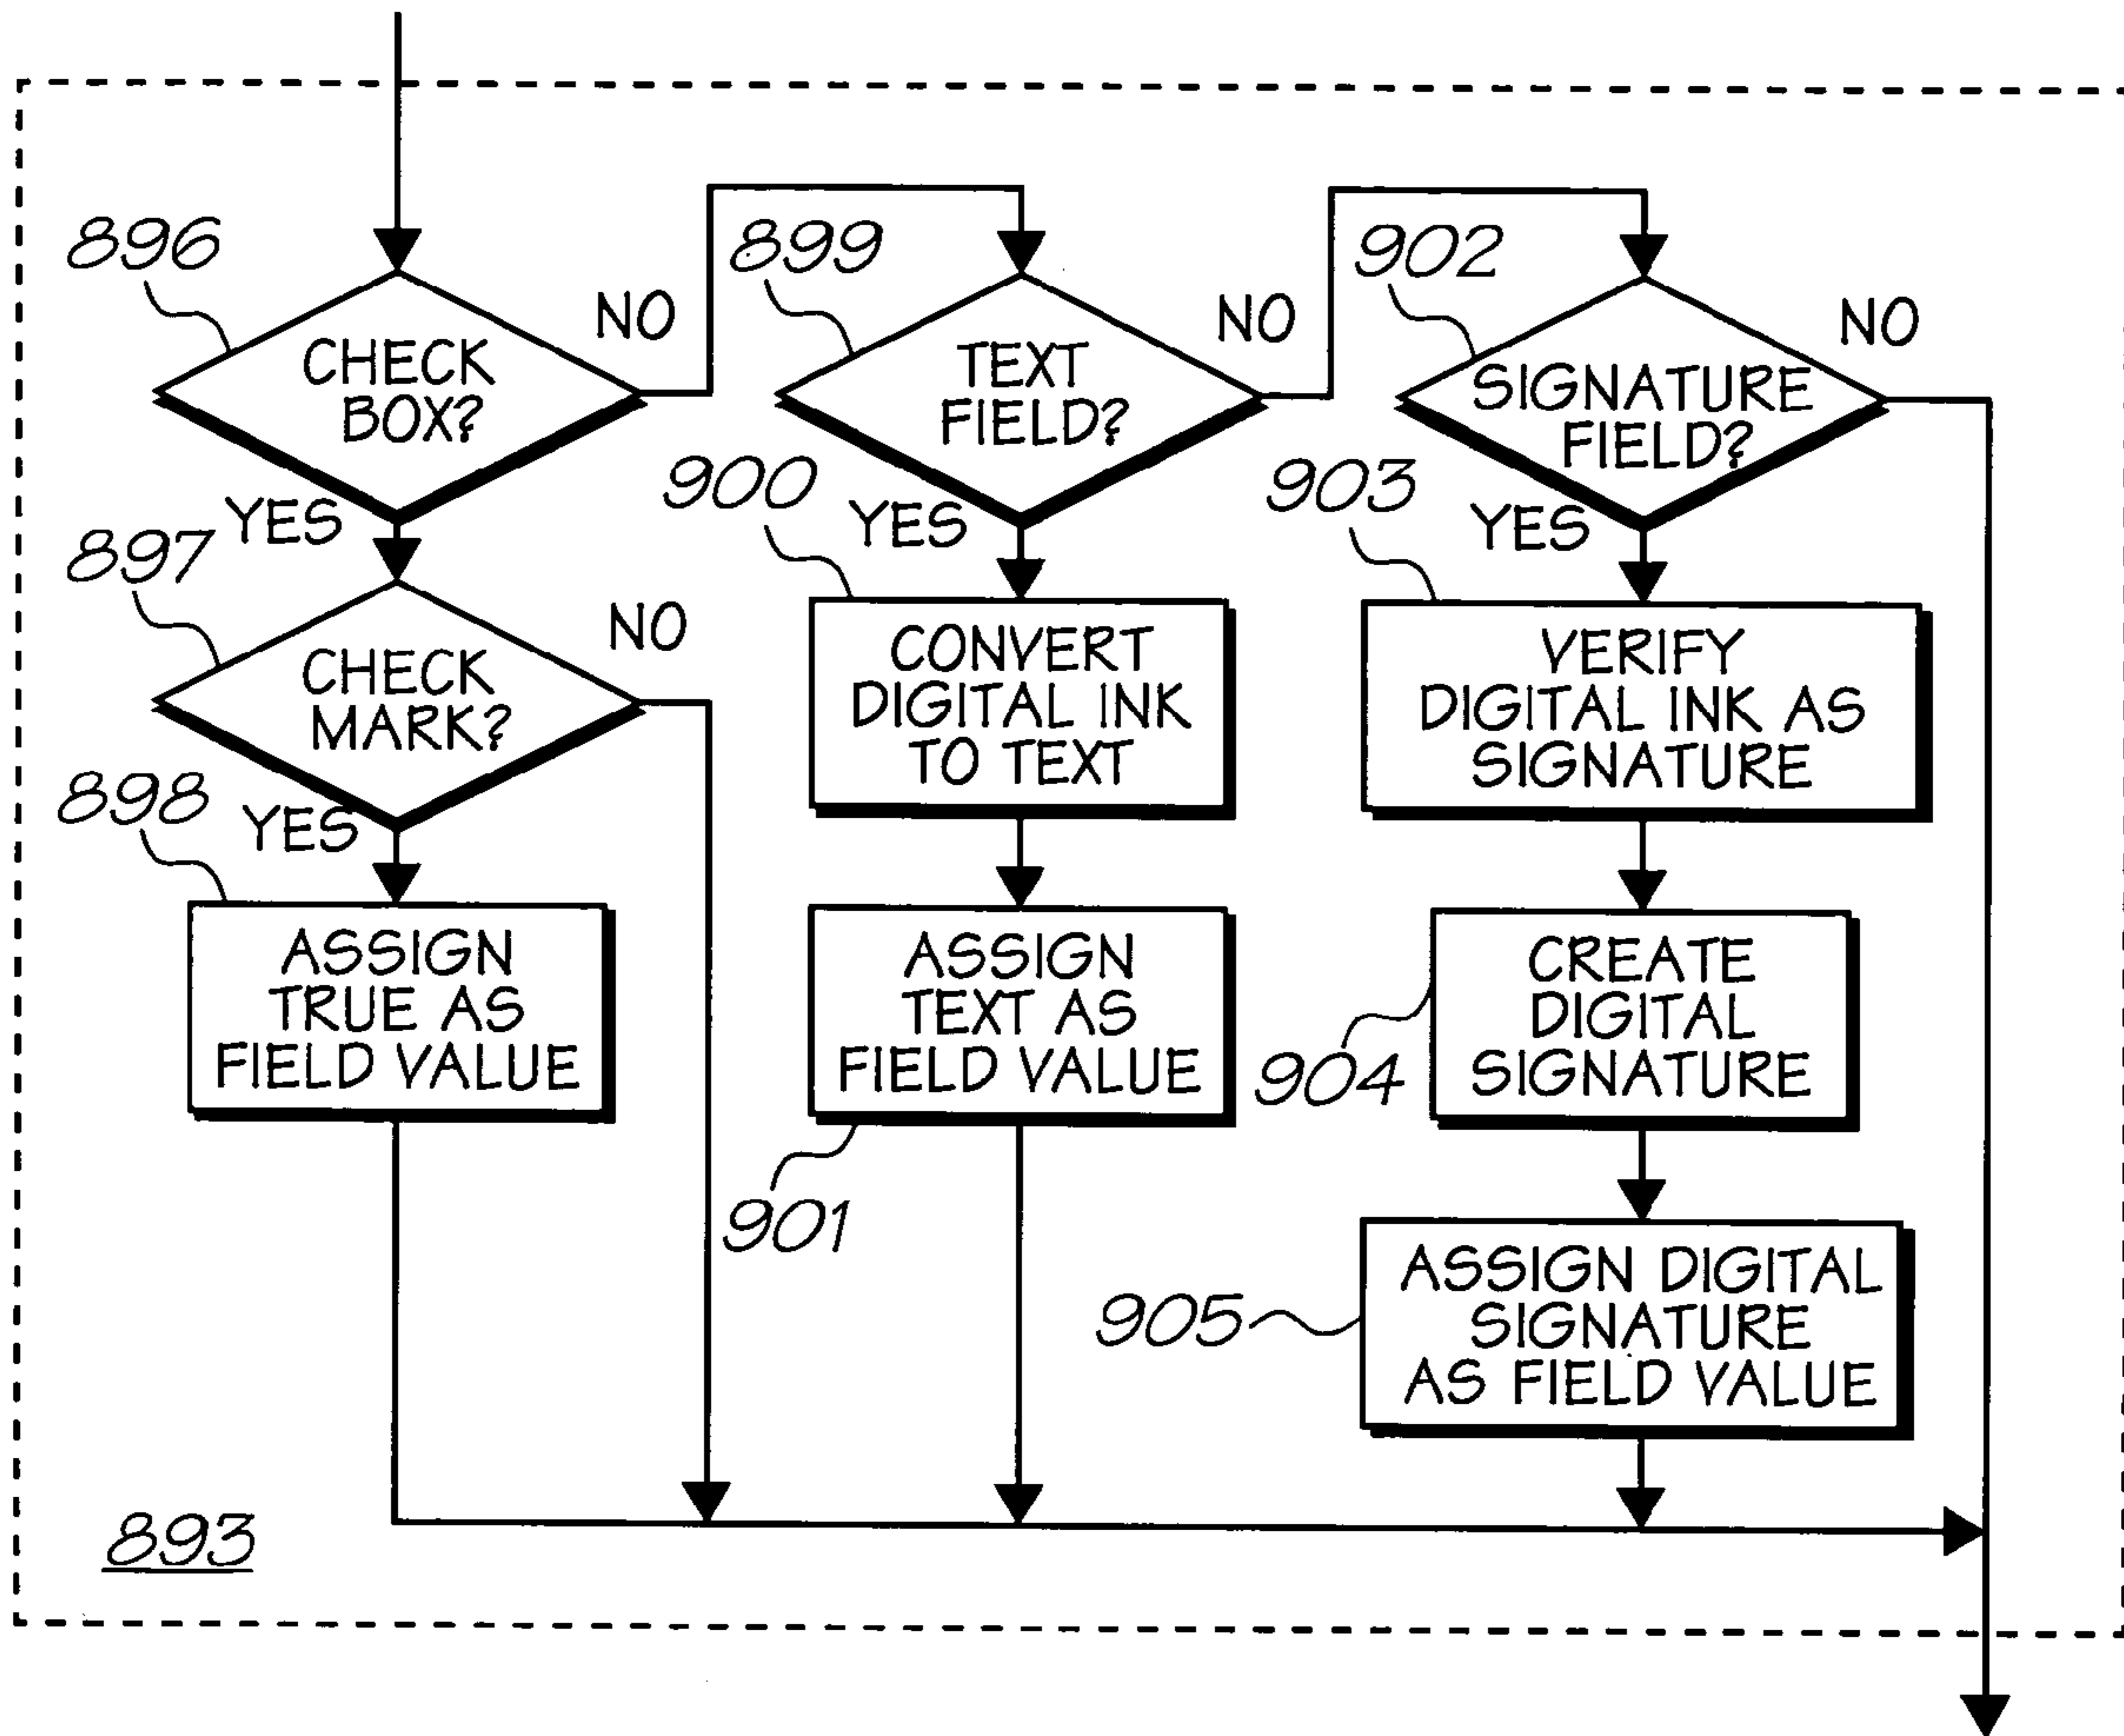 896
CHECK
BOX?
NO
YES
897
CHECK
MARK?
NO
YES
898
ASSIGN
TRUE AS
FIELD VALUE
899
TEXT
FIELD?
NO
YES
900
CONVERT
DIGITAL INK
TO TEXT
ASSIGN
TEXT AS
FIELD VALUE
901
902
SIGNATURE
FIELD?
NO
YES
903
VERIFY
DIGITAL INK AS
SIGNATURE
CREATE
DIGITAL
SIGNATURE
904
ASSIGN DIGITAL
SIGNATURE
AS FIELD VALUE
905
893